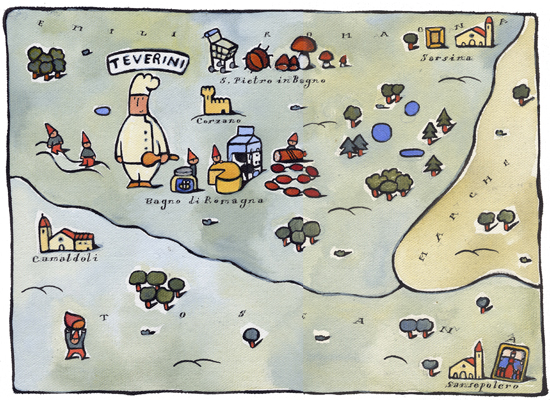 EMILIA ROMAGNA
TEVERINI
S. Pietro in Bagno
Sarsina
Corzano
Bagno di Romagna
MARCHE
Camaldoli
TOSCANA
Sansepolcro